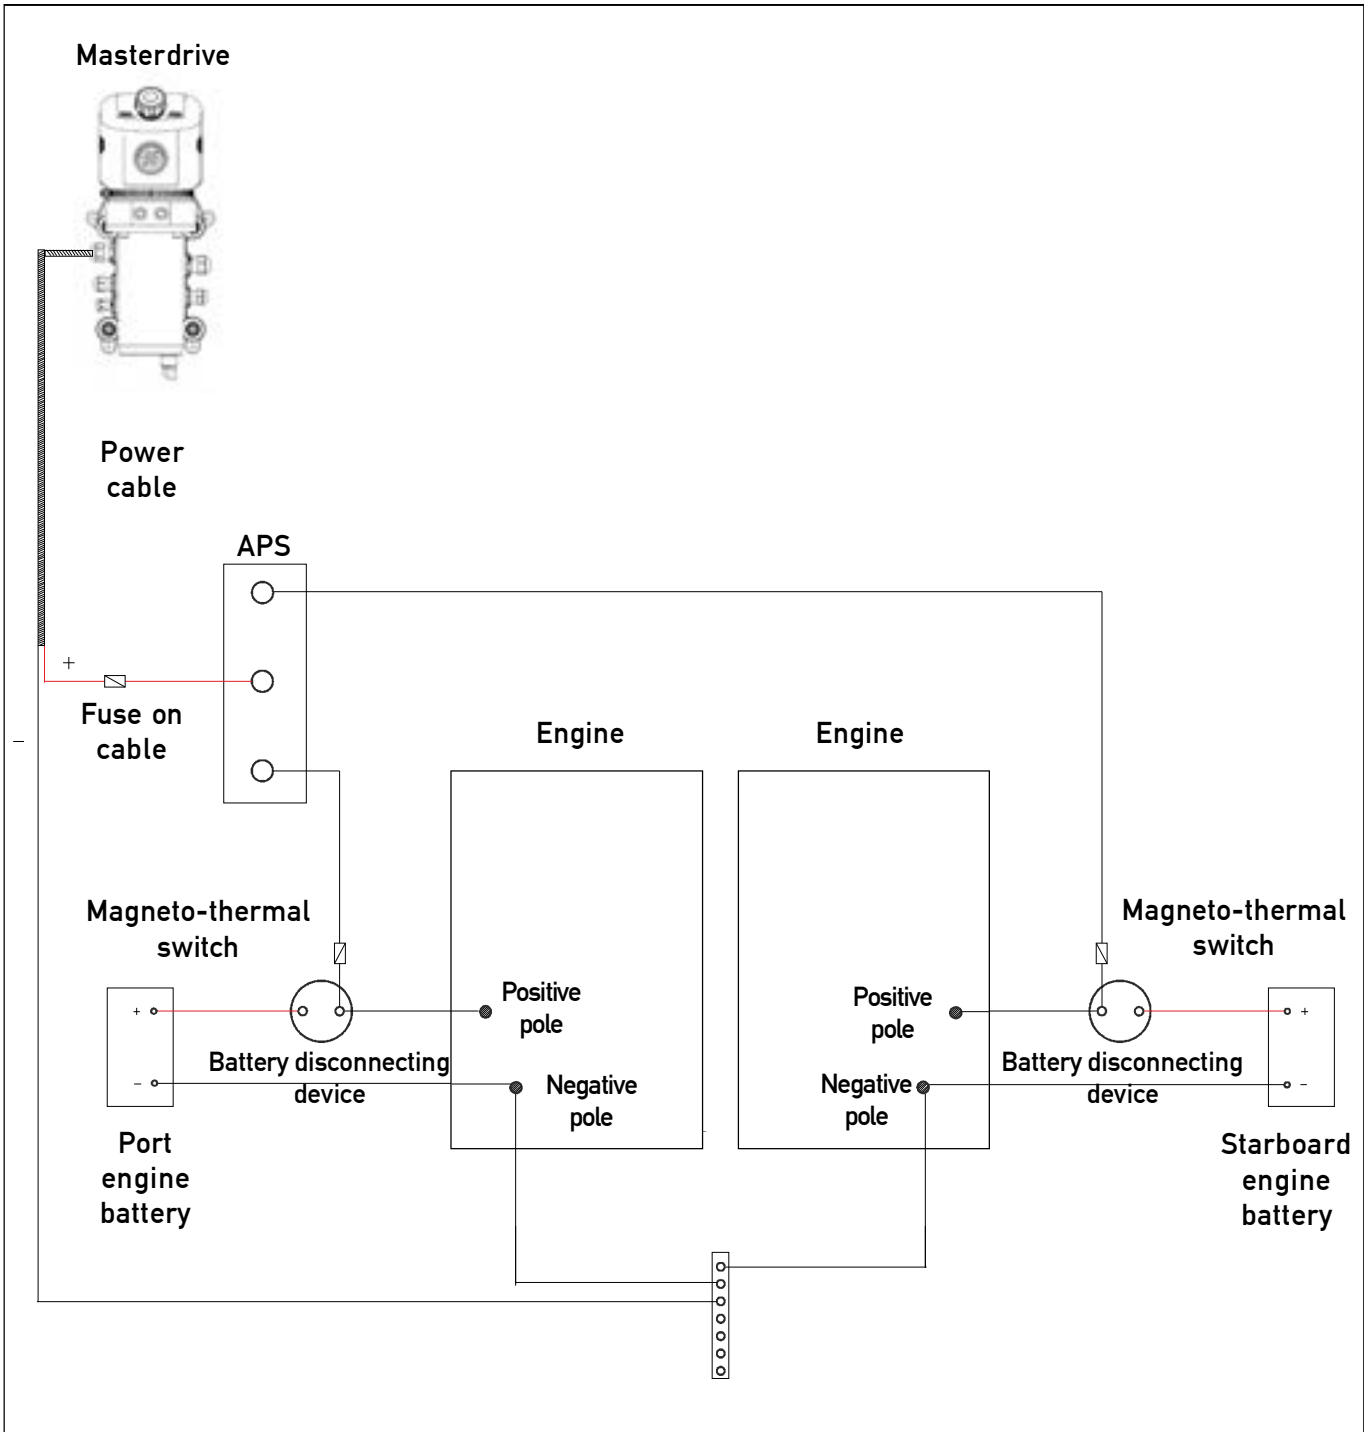 Masterdrive
Power
cable
APS
+
Fuse on
cable
–
Engine
Engine
Magneto-thermal
switch
Magneto-thermal
switch
Positive
pole
Positive
pole
+
+
Battery disconnecting
device
Battery disconnecting
device
Negative
pole
Negative
pole
–
–
Port
engine
battery
Starboard
engine
battery